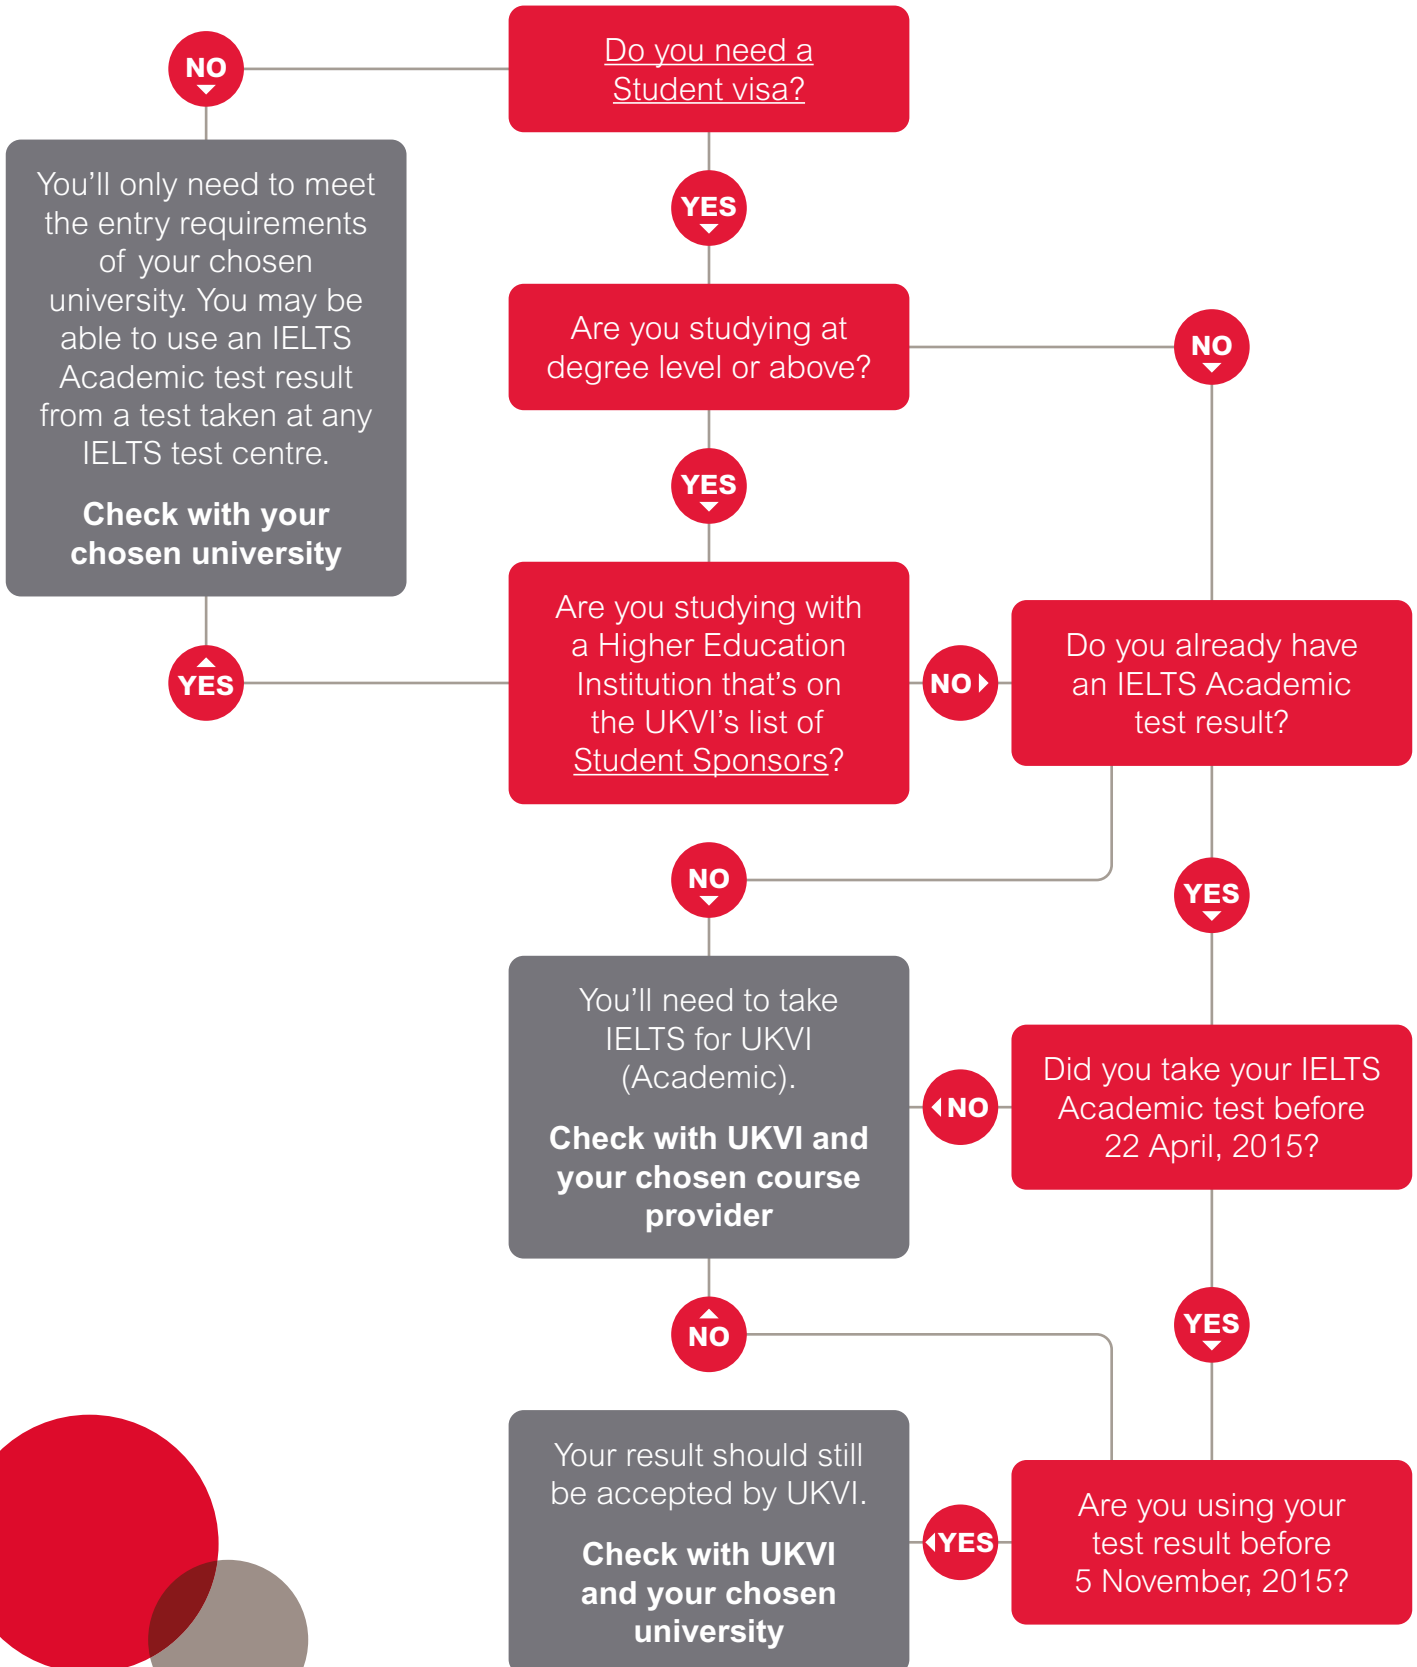 Do you need a
Student visa?
NO
You'll only need to meet
the entry requirements
of your chosen
university. You may be
able to use an IELTS
Academic test result
from a test taken at any
IELTS test centre.
Check with your
chosen university
YES
Are you studying at
degree level or above?
NO
YES
Are you studying with
a Higher Education
Institution that's on
the UKVI's list of
Student Sponsors?
YES
NO
Do you already have
an IELTS Academic
test result?
NO
YES
You'll need to take
IELTS for UKVI
(Academic).
Check with UKVI and
your chosen course
provider
NO
Did you take your IELTS
Academic test before
22 April, 2015?
NO
YES
Your result should still
be accepted by UKVI.
Check with UKVI
and your chosen
university
YES
Are you using your
test result before
5 November, 2015?